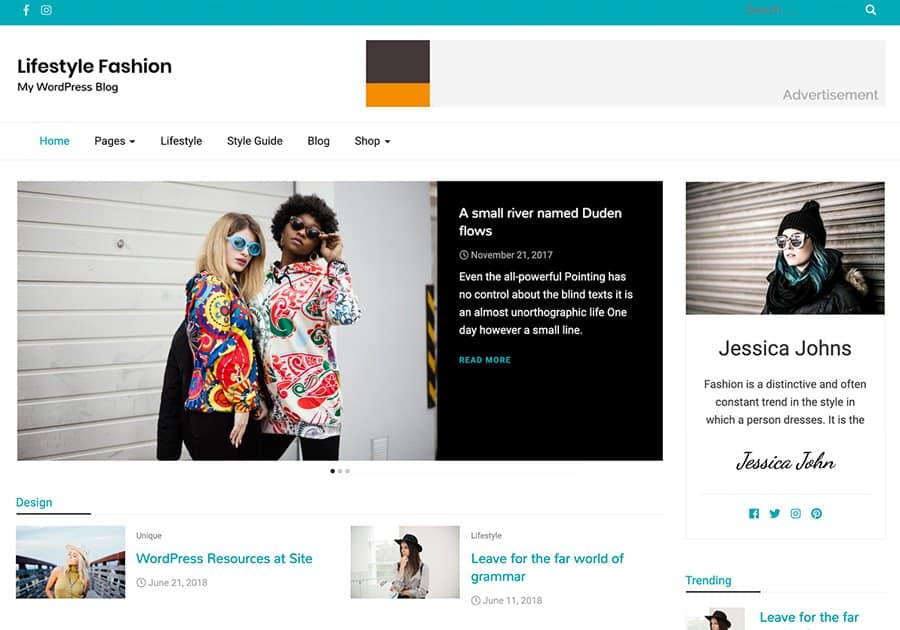 Search …
Lifestyle Fashion
My WordPress Blog
Advertisement
Home Pages Lifestyle Style Guide Blog Shop
A small river named Duden
flows
November 21, 2017
Even the all-powerful Pointing has
no control about the blind texts it is
an almost unorthographic life One
day however a small line.
READ MORE
Jessica Johns
Fashion is a distinctive and often
constant trend in the style in
which a person dresses. It is the
Jessica John
Design
Unique
WordPress Resources at Site
June 21, 2018
Lifestyle
Leave for the far world of
grammar
June 11, 2018
Trending
Leave for the far